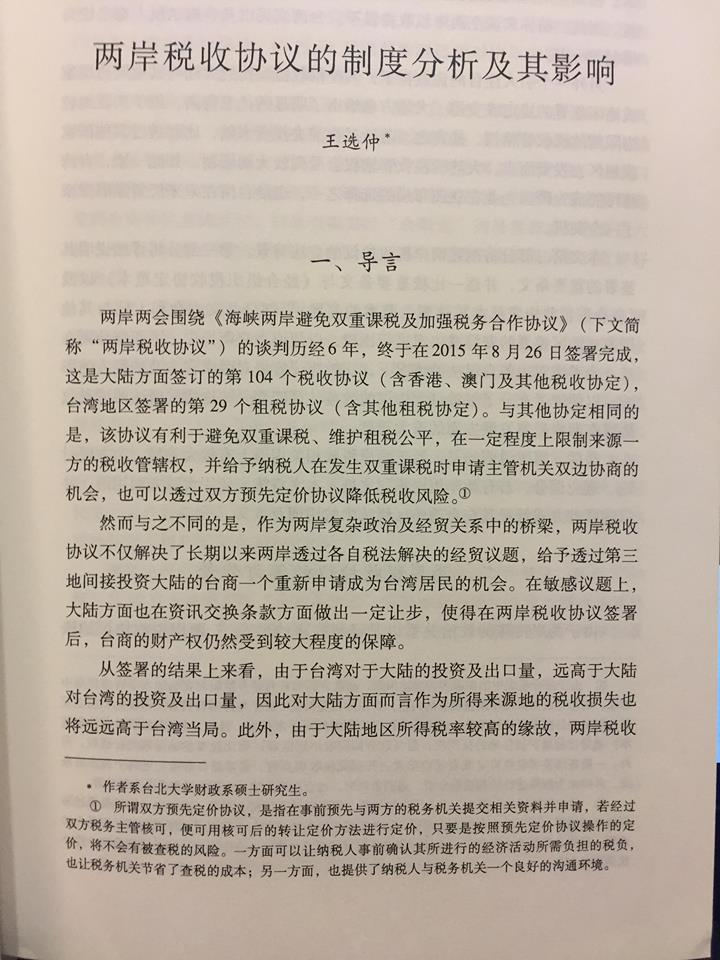 两岸税收协议的制度分析及其影响
王选仲*
一、导言
两岸两会围绕《海峡两岸避免双重课税及加强税务合作协议》（下文简
称“两岸税收协议”）的谈判历经6年，终于在2015年8月26日签署完成，
这是大陆方面签订的第104个税收协议（含香港、澳门及其他税收协定），
台湾地区签署的第29个租税协议（含其他租税协定）。与其他协定相同的
是，该协议有利于避免双重课税、维护租税公平，在一定程度上限制来源一
方的税收管辖权，并给予纳税人在发生双重课税时申请主管机关双边协商的
机会，也可以透过双方预先定价协议降低税收风险。①
然而与之不同的是，作为两岸复杂政治及经贸关系中的桥梁，两岸税收
协议不仅解决了长期以来两岸透过各自税法解决的经贸议题，给予透过第三
地间接投资大陆的台商一个重新申请成为台湾居民的机会。在敏感议题上，
大陆方面也在资讯交换条款方面做出一定让步，使得在两岸税收协议签署
后，台商的财产权仍然受到较大程度的保障。
从签署的结果上来看，由于台湾对于大陆的投资及出口量，远高于大陆
对台湾的投资及出口量，因此对大陆方面而言作为所得来源地的税收损失也
将远远高于台湾当局。此外，由于大陆地区所得税率较高的缘故，两岸税收
* 作者系台北大学财政系硕士研究生。
① 所谓双方预先定价协议，是指在事前预先与两方的税务机关提交相关资料并申请，若经过
双方税务主管核可，便可用核可后的转让定价方法进行定价，只要是按照预先定价协议操作的定
价，将不会有被查税的风险。一方面可以让纳税人事前确认其所进行的经济活动所需负担的税负，
也让税务机关节省了查税的成本；另一方面，也提供了纳税人与税务机关一个良好的沟通环境。